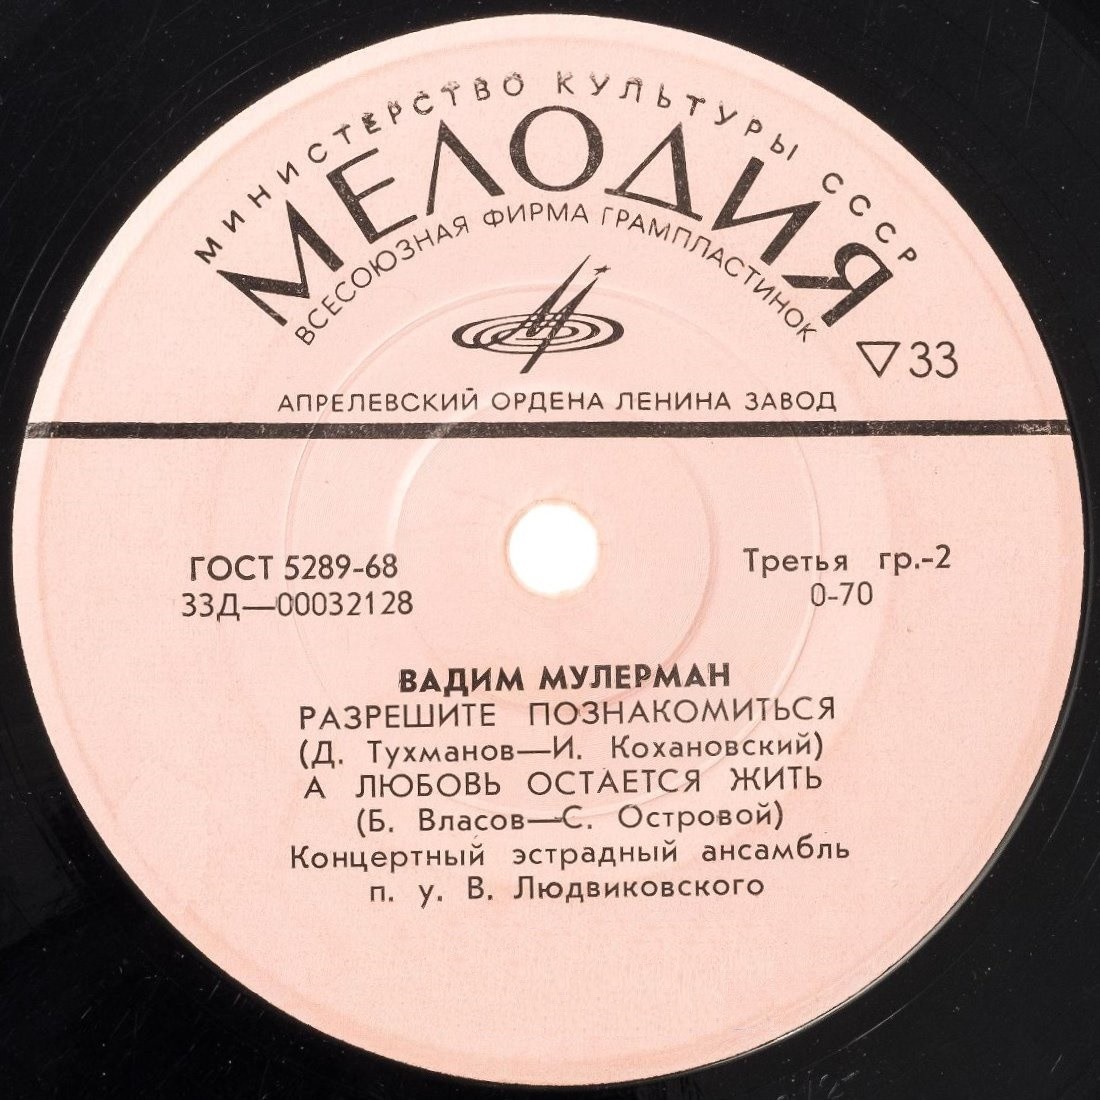 МИНИСТЕРСТВО КУЛЬТУРЫ СССР
МЕЛОДИЯ
ВСЕСОЮЗНАЯ ФИРМА ГРАМПЛАСТИНОК
▽33
АПРЕЛЕВСКИЙ ОРДЕНА ЛЕНИНА ЗАВОД
ГОСТ 5289-68
33Д—00032128
Третья гр.-2
0-70
ВАДИМ МУЛЕРМАН
РАЗРЕШИТЕ ПОЗНАКОМИТЬСЯ
(Д. Тухманов—И. Кохановский)
А ЛЮБОВЬ ОСТАЕТСЯ ЖИТЬ
(Б. Власов—С. Островой)
Концертный эстрадный ансамбль
п. у. В. Людвиковского